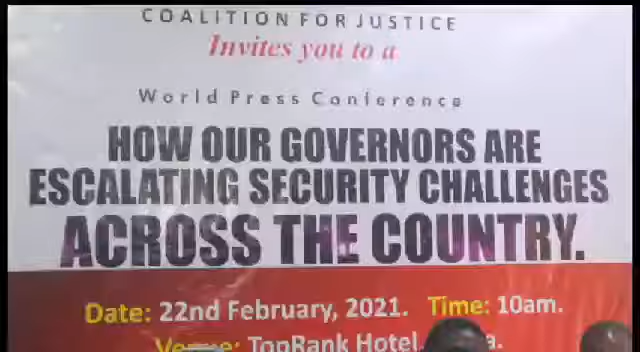 COALITION FOR JUSTICE
Invites you to a
World Press Conference
HOW OUR GOVERNORS ARE
ESCALATING SECURITY CHALLENGES
ACROSS THE COUNTRY.
Date: 22nd February, 2021. Time: 10am.
Venue: TopRank Hotel,